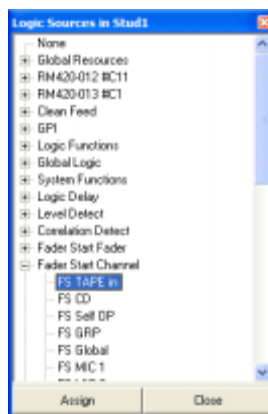 Logic Sources in Stud1
None
Global Resources
RM420-012 #C11
RM420-013 #C1
Clean Feed
GPI
Logic Functions
Global Logic
System Functions
Logic Delay
Level Detect
Correlation Detect
Fader Start Fader
Fader Start Channel
FS TAPE in
FS CD
FS Self OP
FS GRP
FS Global
FS MIC 1
Assign
Close